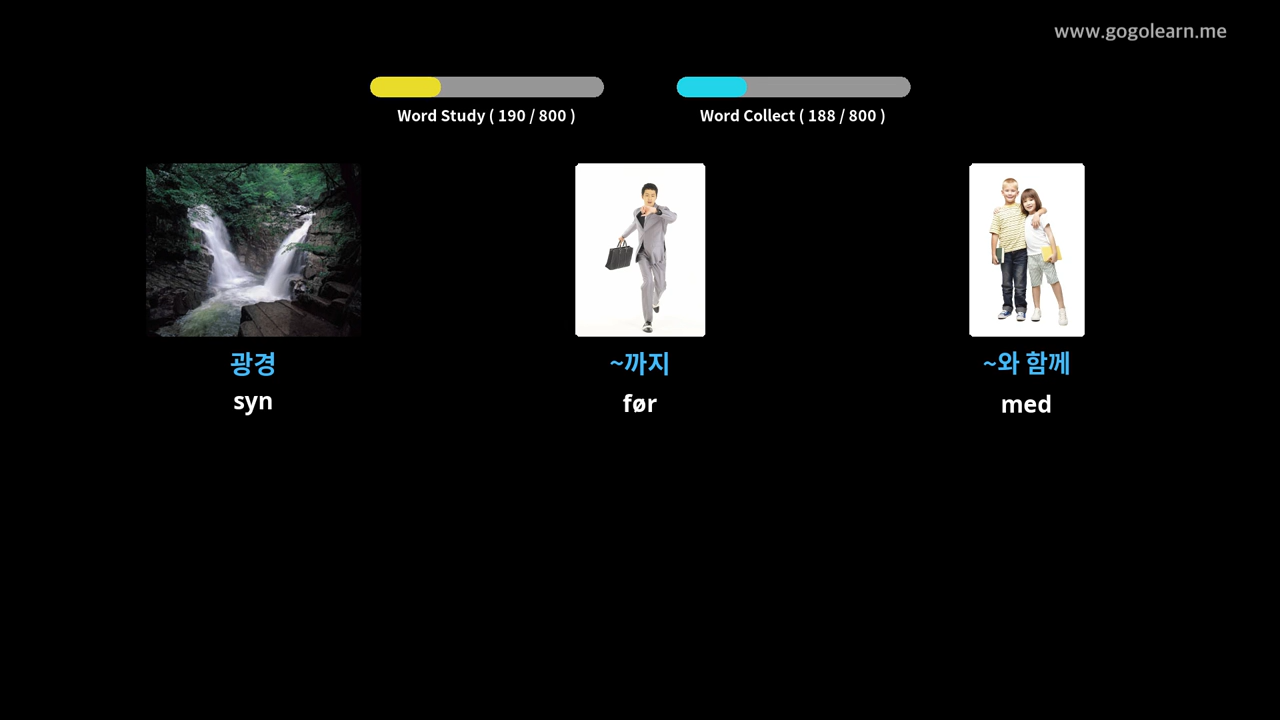 www.gogolearn.me
Word Study ( 190 / 800 )
Word Collect ( 188 / 800 )
광경
~까지
~와 함께
syn
før
med